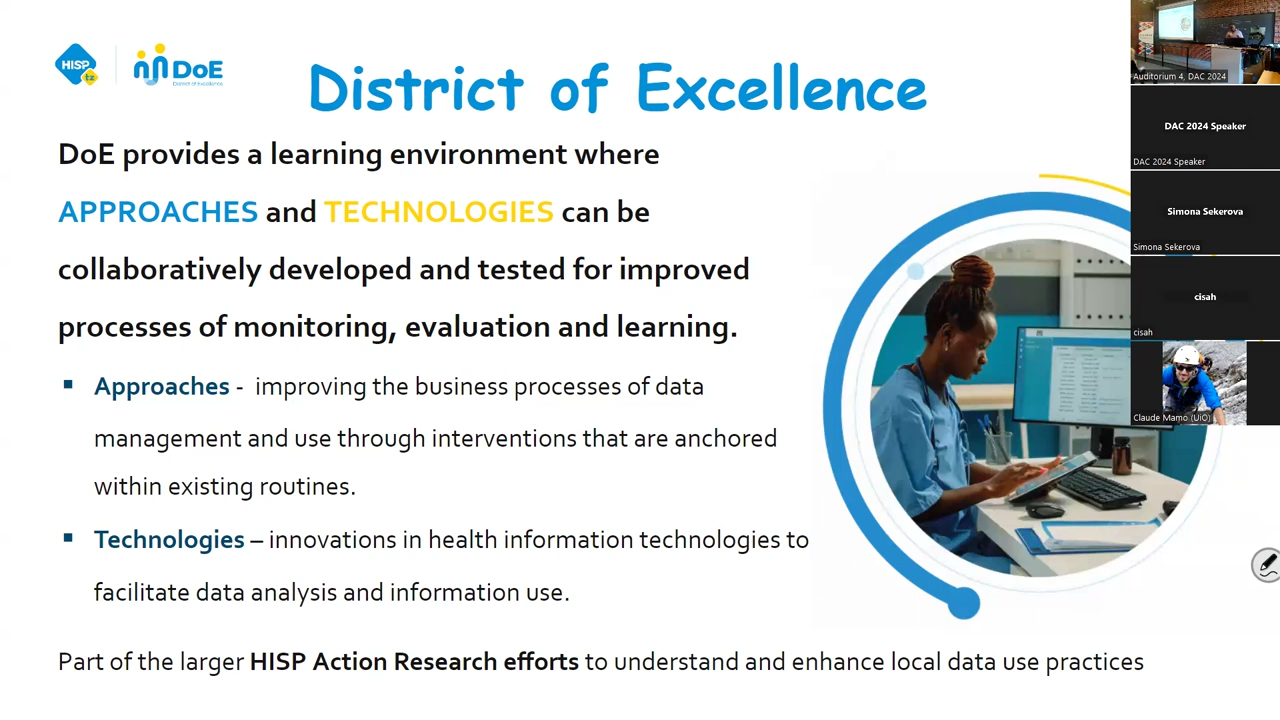 HISP
tz
DoE
District of Excellence
District of Excellence
DoE provides a learning environment where
APPROACHES and TECHNOLOGIES can be
collaboratively developed and tested for improved
processes of monitoring, evaluation and learning.
Approaches - improving the business processes of data
management and use through interventions that are anchored
within existing routines.
Technologies – innovations in health information technologies to
facilitate data analysis and information use.
Part of the larger HISP Action Research efforts to understand and enhance local data use practices
Auditorium 4, DAC 2024
DAC 2024 Speaker
DAC 2024 Speaker
Simona Sekerova
Simona Sekerova
cisah
cisah
Claude Mamo (UiO)